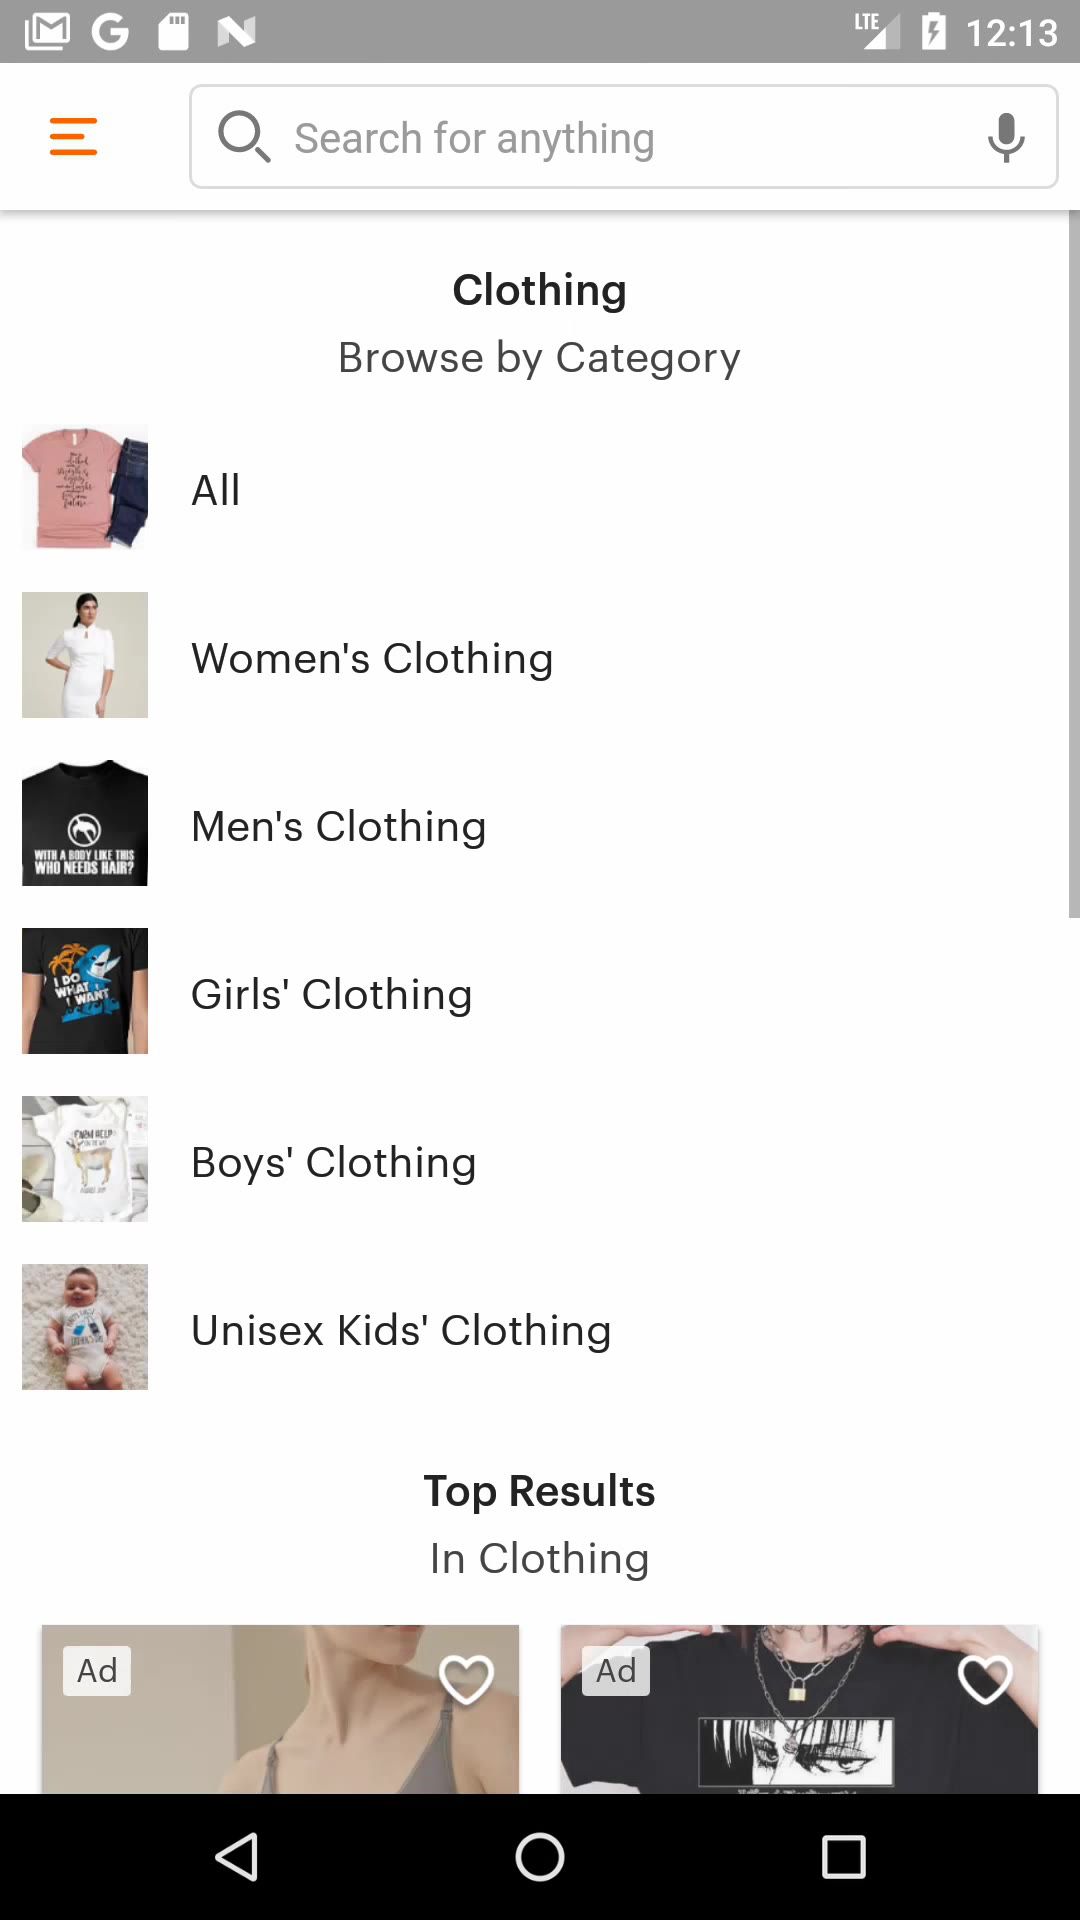 LTE 12:13
Search for anything
Clothing
Browse by Category
All
Women's Clothing
WITH A BODY LIKE THIS
WHO NEEDS HAIR?
Men's Clothing
I DO
WHAT
I WANT
Girls' Clothing
FARM HELP
Boys' Clothing
Unisex Kids' Clothing
Top Results
In Clothing
Ad
Ad